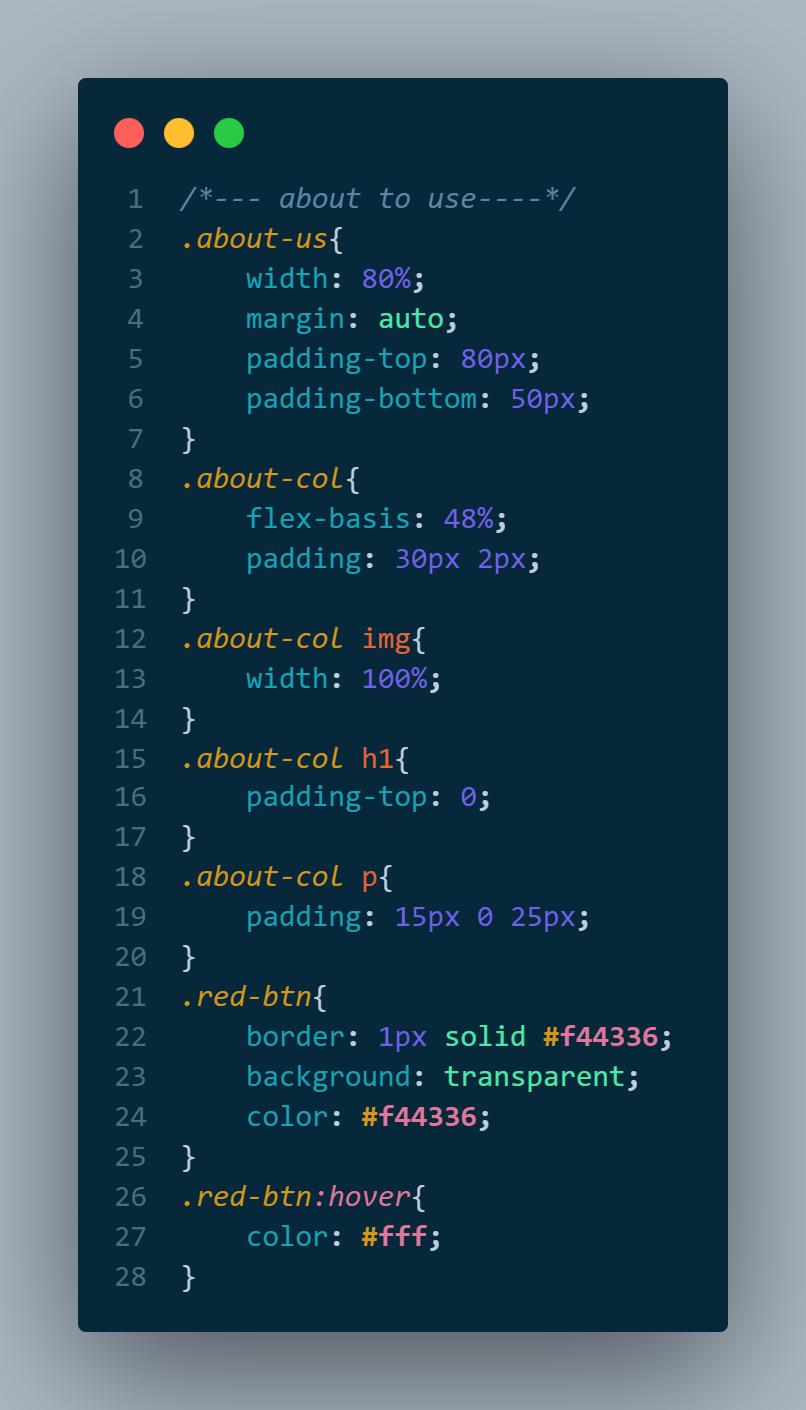 1 /*--- about to use----*/
2 .about-us{
3     width: 80%;
4     margin: auto;
5     padding-top: 80px;
6     padding-bottom: 50px;
7 }
8 .about-col{
9     flex-basis: 48%;
10     padding: 30px 2px;
11 }
12 .about-col img{
13     width: 100%;
14 }
15 .about-col h1{
16     padding-top: 0;
17 }
18 .about-col p{
19     padding: 15px 0 25px;
20 }
21 .red-btn{
22     border: 1px solid #f44336;
23     background: transparent;
24     color: #f44336;
25 }
26 .red-btn:hover{
27     color: #fff;
28 }